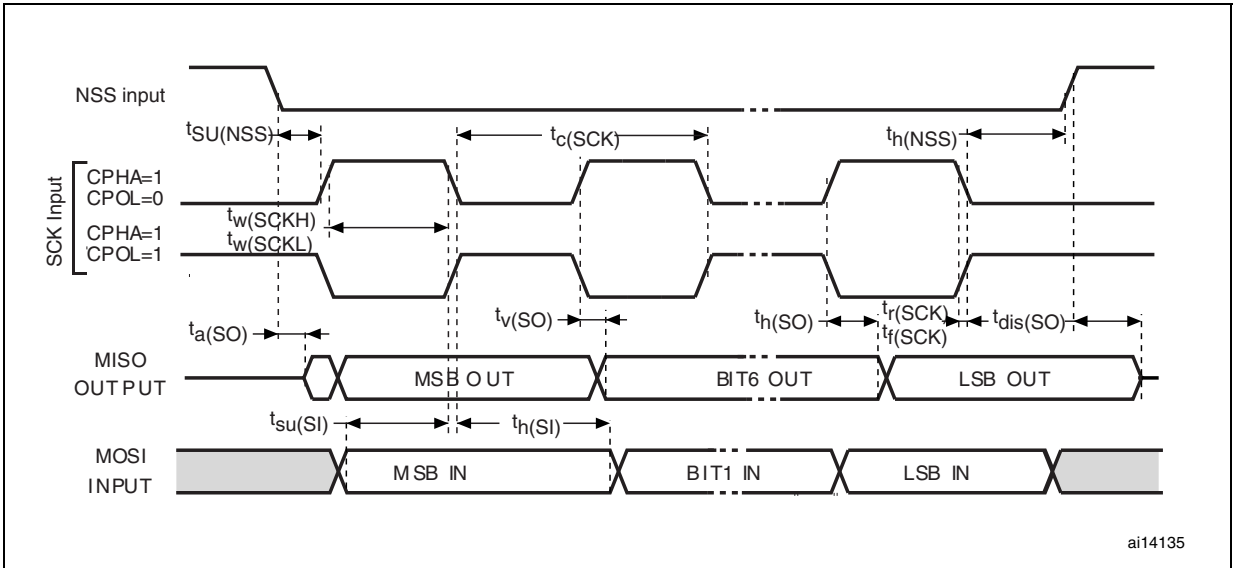 NSS input
tSU(NSS)
tc(SCK)
th(NSS)
SCK Input
CPHA=1
CPOL=0
tw(SCKH)
tw(SCKL)
CPHA=1
CPOL=1
ta(SO)
tv(SO)
th(SO)
tr(SCK)
tf(SCK)
tdis(SO)
MISO
OUTPUT
MSB OUT
BIT6 OUT
LSB OUT
tsu(SI)
th(SI)
MOSI
INPUT
MSB IN
BIT1 IN
LSB IN
ai14135